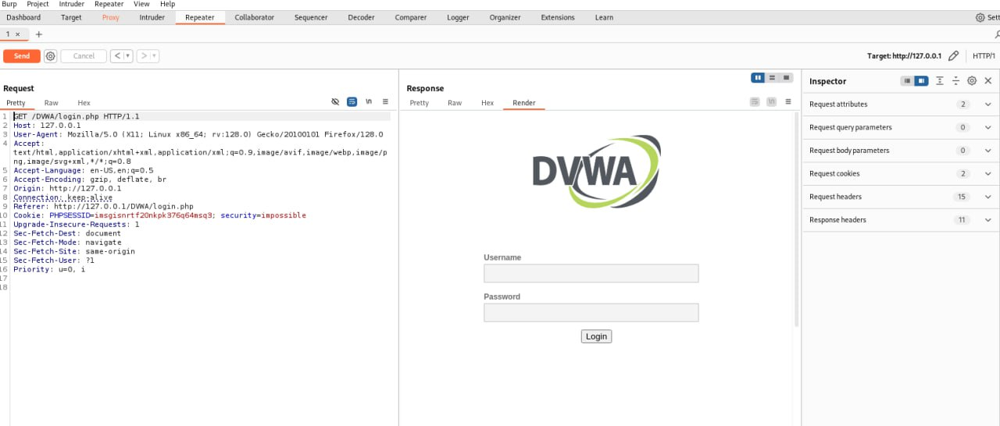 Burp Project Intruder Repeater View Help
Dashboard Target Proxy Intruder Repeater Collaborator Sequencer Decoder Comparer Logger Organizer Extensions Learn Sett
1 × +
Send Cancel < > Target: http://127.0.0.1 HTTP/1
Request
Pretty Raw Hex \n
1 GET /DVWA/login.php HTTP/1.1
2 Host: 127.0.0.1
3 User-Agent: Mozilla/5.0 (X11; Linux x86_64; rv:128.0) Gecko/20100101 Firefox/128.0
4 Accept:
text/html,application/xhtml+xml,application/xml;q=0.9,image/avif,image/webp,image/p
ng,image/svg+xml,*/*;q=0.8
5 Accept-Language: en-US,en;q=0.5
6 Accept-Encoding: gzip, deflate, br
7 Origin: http://127.0.0.1
8 Connection: keep-alive
9 Referer: http://127.0.0.1/DVWA/login.php
10 Cookie: PHPSESSID=imsgisnrtf20nkpk376q64msq3; security=impossible
11 Upgrade-Insecure-Requests: 1
12 Sec-Fetch-Dest: document
13 Sec-Fetch-Mode: navigate
14 Sec-Fetch-Site: same-origin
15 Sec-Fetch-User: ?1
16 Priority: u=0, i
17
18
Response
Pretty Raw Hex Render \n
DVWA
Username
Password
Login
Inspector
Request attributes 2
Request query parameters 0
Request body parameters 0
Request cookies 2
Request headers 15
Response headers 11